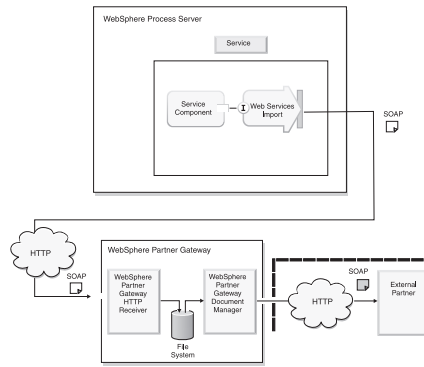 WebSphere Process Server
Service
Service
Component
I
Web Services
Import
SOAP
HTTP
SOAP
WebSphere Partner Gateway
WebSphere
Partner
Gateway
HTTP
Receiver
File
System
WebSphere
Partner
Gateway
Document
Manager
HTTP
SOAP
External
Partner